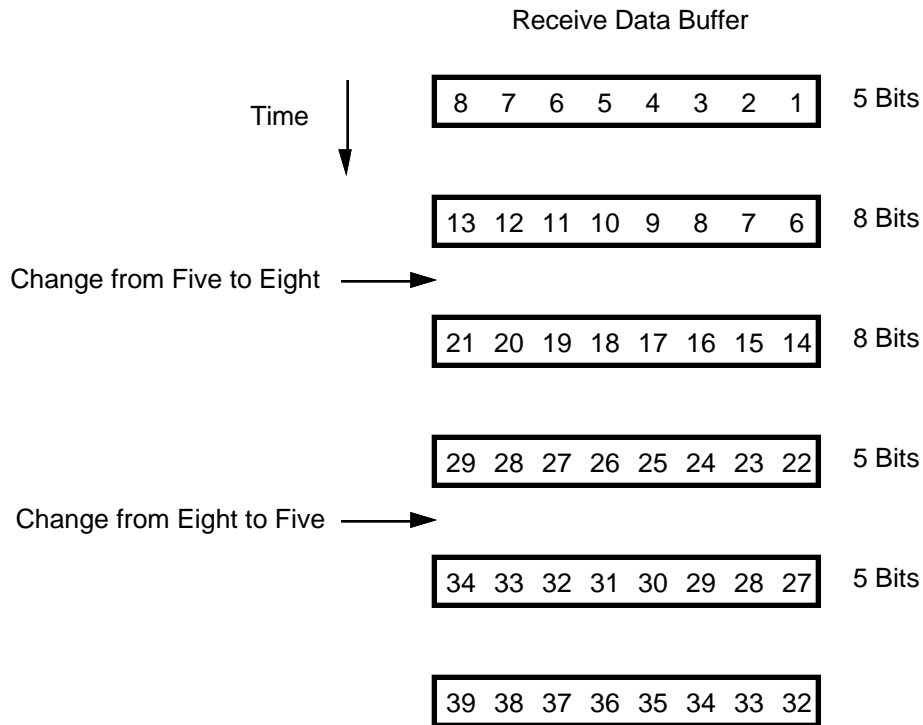 Receive Data Buffer
Time
8 7 6 5 4 3 2 1 5 Bits
13 12 11 10 9 8 7 6 8 Bits
Change from Five to Eight
21 20 19 18 17 16 15 14 8 Bits
29 28 27 26 25 24 23 22 5 Bits
Change from Eight to Five
34 33 32 31 30 29 28 27 5 Bits
39 38 37 36 35 34 33 32